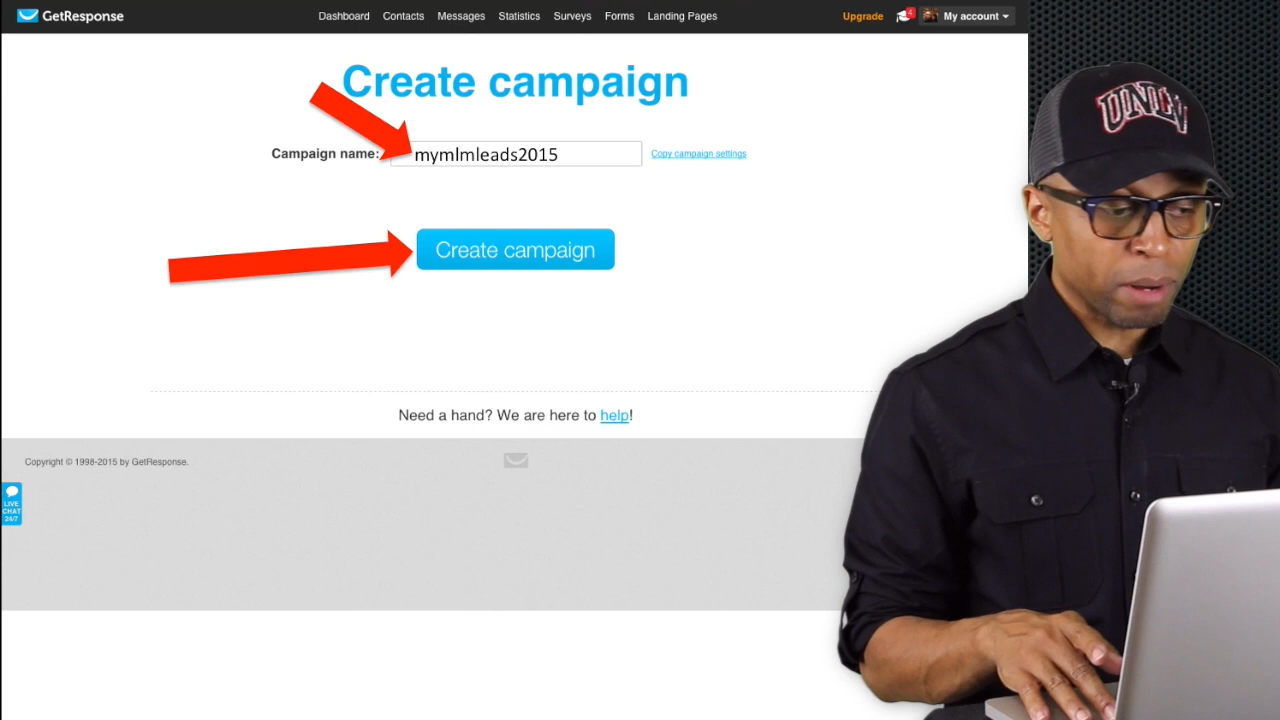 GetResponse
Dashboard Contacts Messages Statistics Surveys Forms Landing Pages
Upgrade 4 My account
Create campaign
Campaign name: mymlmleads2015 Copy campaign settings
Create campaign
Need a hand? We are here to help!
Copyright © 1998-2015 by GetResponse.
LIVE
CHAT
24/7
UNLV